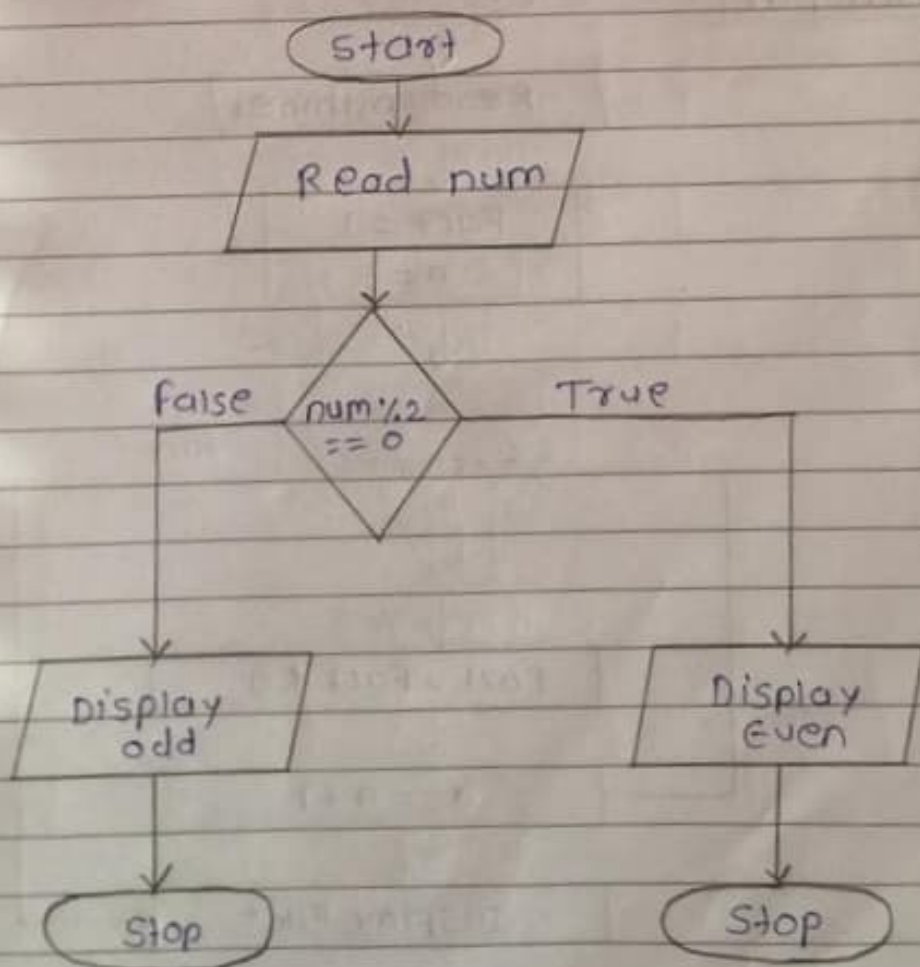 Start
Read num
False
num%2
== 0
True
Display
odd
Display
Even
Stop
Stop